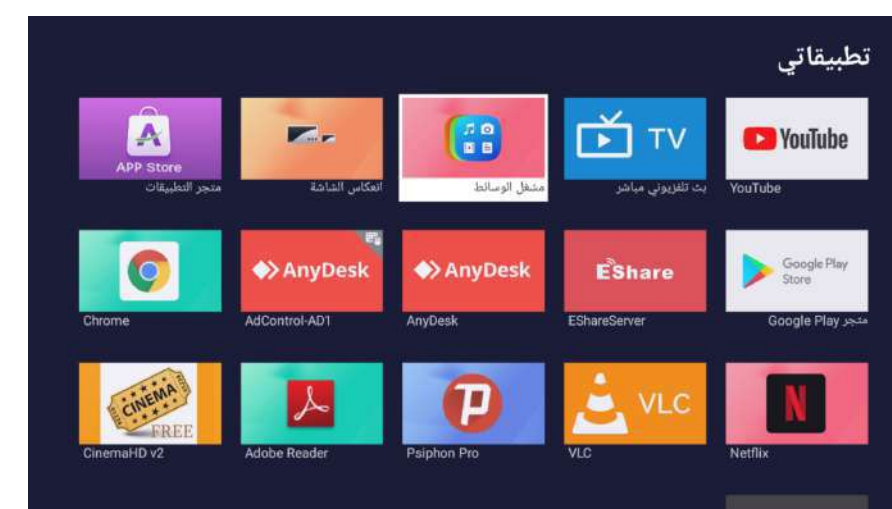 تطبيقاتي
YouTube
YouTube
TV
بث تلفزيوني مباشر
مشغل الوسائط
انعكاس الشاشة
APP Store
متجر التطبيقات
Google Play
Store
متجر Google Play
EShare
EShareServer
AnyDesk
AnyDesk
AnyDesk
AdControl-AD1
Chrome
N
Netflix
VLC
VLC
Psiphon Pro
Adobe Reader
CINEMA
FREE
CinemaHD v2